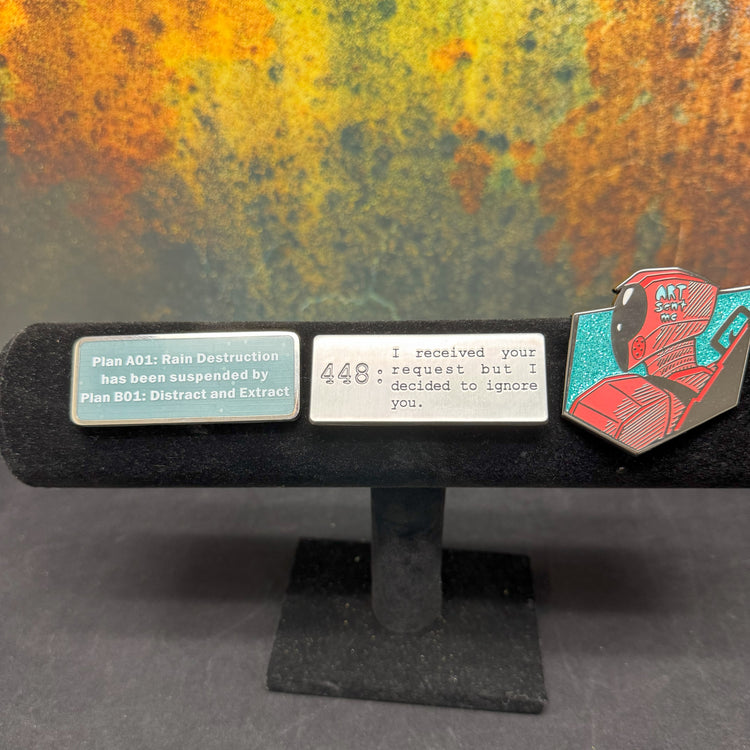 Plan A01: Rain Destruction
has been suspended by
Plan B01: Distract and Extract
448:
I received your
request but I
decided to ignore
you.
ART
sent
me